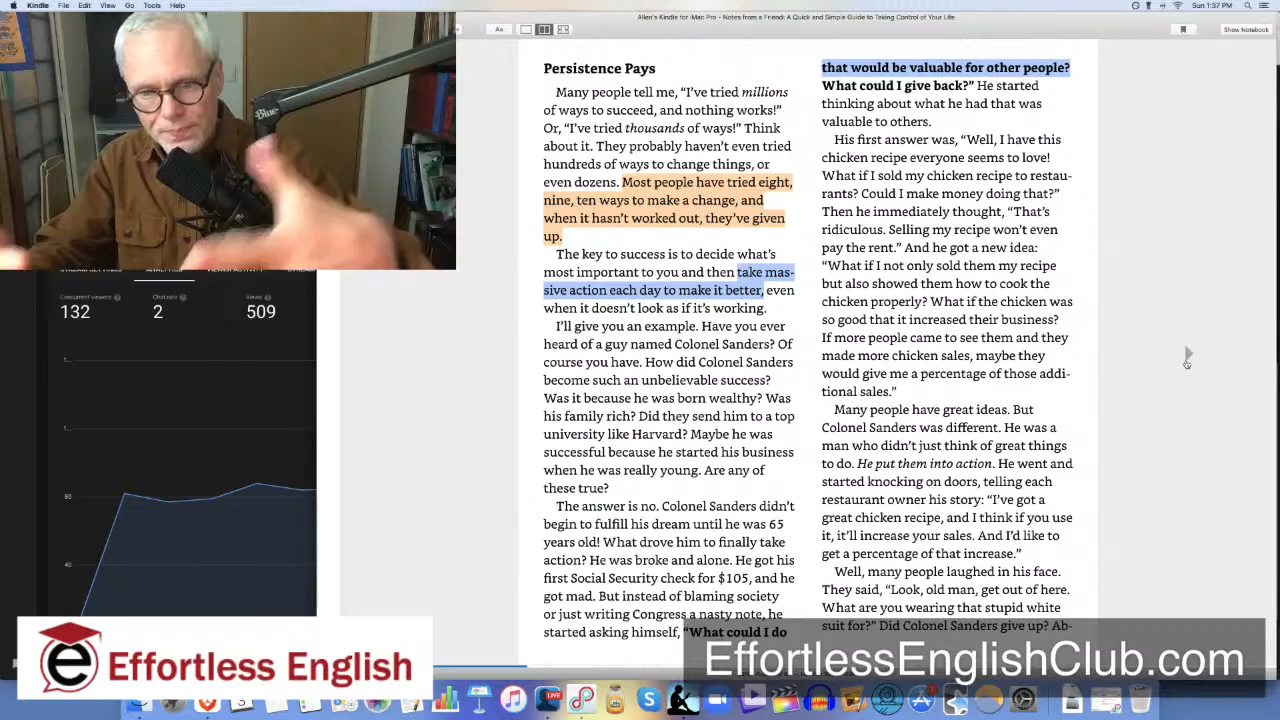 Kindle File Edit View Go Tools Help
Sun 1:37 PM
Allen's Kindle for iMac Pro - Notes from a Friend: A Quick and Simple Guide to Taking Control of Your Life
Aa
Show Notebook
Blue
Persistence Pays
Many people tell me, “I’ve tried millions
of ways to succeed, and nothing works!”
Or, “I’ve tried thousands of ways!” Think
about it. They probably haven’t even tried
hundreds of ways to change things, or
even dozens. Most people have tried eight,
nine, ten ways to make a change, and
when it hasn’t worked out, they’ve given
up.
The key to success is to decide what’s
most important to you and then take mas-
sive action each day to make it better, even
when it doesn’t look as if it’s working.
I’ll give you an example. Have you ever
heard of a guy named Colonel Sanders? Of
course you have. How did Colonel Sanders
become such an unbelievable success?
Was it because he was born wealthy? Was
his family rich? Did they send him to a top
university like Harvard? Maybe he was
successful because he started his business
when he was really young. Are any of
these true?
The answer is no. Colonel Sanders didn’t
begin to fulfill his dream until he was 65
years old! What drove him to finally take
action? He was broke and alone. He got his
first Social Security check for $105, and he
got mad. But instead of blaming society
or just writing Congress a nasty note, he
started asking himself, “What could I do
that would be valuable for other people?
What could I give back?” He started
thinking about what he had that was
valuable to others.
His first answer was, “Well, I have this
chicken recipe everyone seems to love!
What if I sold my chicken recipe to restau-
rants? Could I make money doing that?”
Then he immediately thought, “That’s
ridiculous. Selling my recipe won’t even
pay the rent.” And he got a new idea:
“What if I not only sold them my recipe
but also showed them how to cook the
chicken properly? What if the chicken was
so good that it increased their business?
If more people came to see them and they
made more chicken sales, maybe they
would give me a percentage of those addi-
tional sales.”
Many people have great ideas. But
Colonel Sanders was different. He was a
man who didn’t just think of great things
to do. He put them into action. He went and
started knocking on doors, telling each
restaurant owner his story: “I’ve got a
great chicken recipe, and I think if you use
it, it’ll increase your sales. And I’d like to
get a percentage of that increase.”
Well, many people laughed in his face.
They said, “Look, old man, get out of here.
What are you wearing that stupid white
suit for?” Did Colonel Sanders give up? Ab-
Concurrent viewers
132
Chat rate
2
Views
509
80
40
e Effortless English
EffortlessEnglishClub.com
LIVE